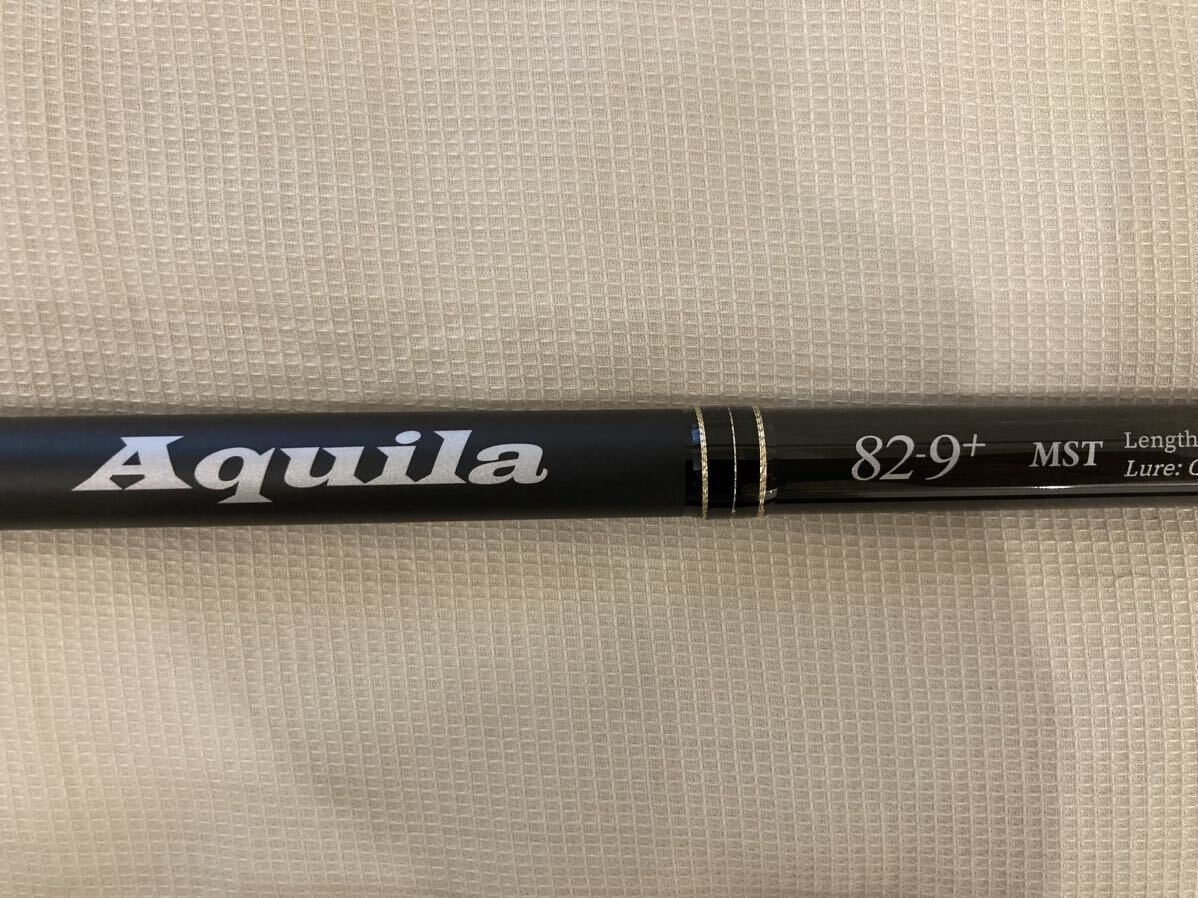 Aquila
82-9+
MST
Length
Lure: